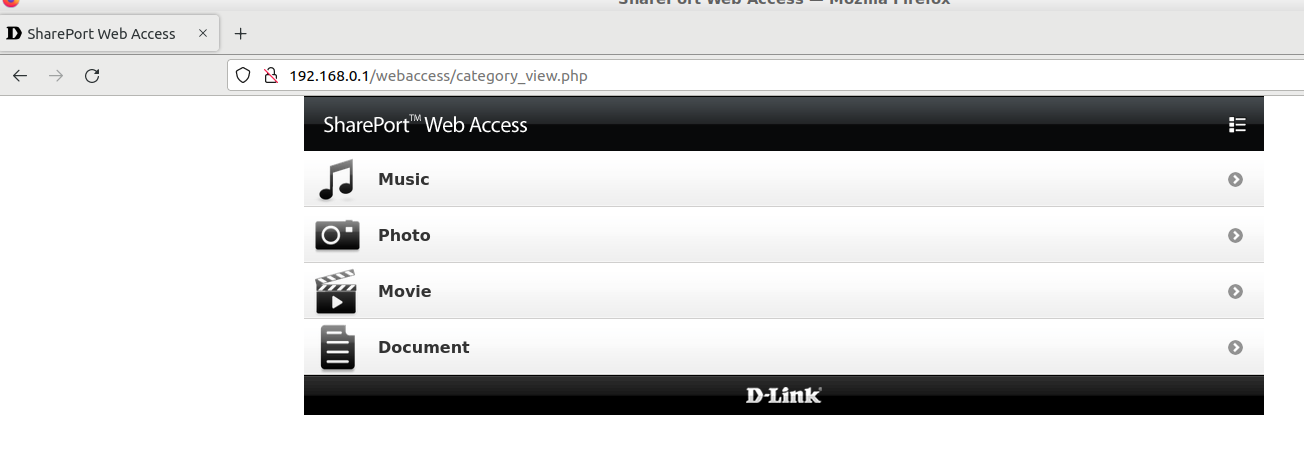 SharePort Web Access — Mozilla Firefox
SharePort Web Access
192.168.0.1/webaccess/category_view.php
SharePort™ Web Access
Music
Photo
Movie
Document
D-Link